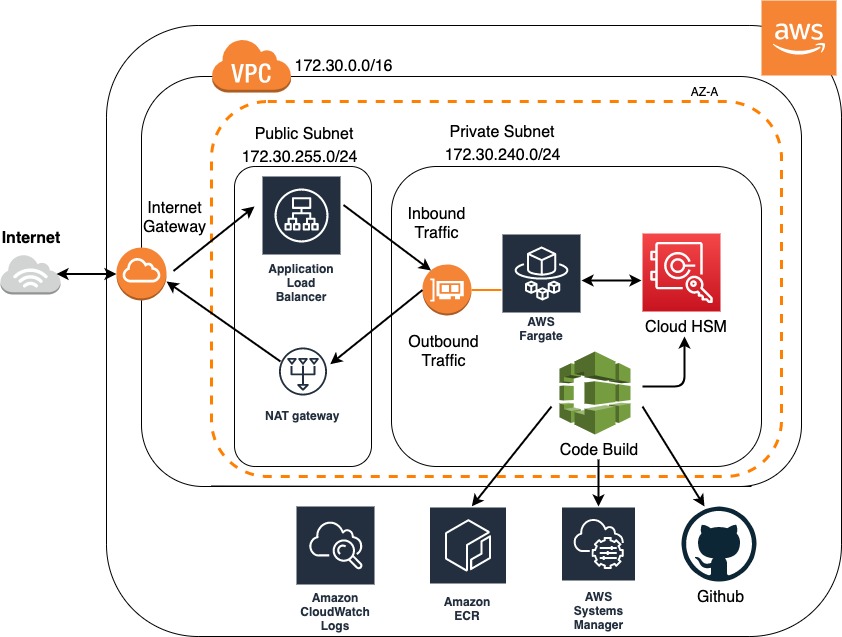 aws
VPC
172.30.0.0/16
AZ-A
Public Subnet
172.30.255.0/24
Private Subnet
172.30.240.0/24
Internet
Internet
Gateway
Application
Load
Balancer
NAT gateway
Inbound
Traffic
Outbound
Traffic
AWS
Fargate
Cloud HSM
Code Build
Amazon
CloudWatch
Logs
Amazon
ECR
AWS
Systems
Manager
Github